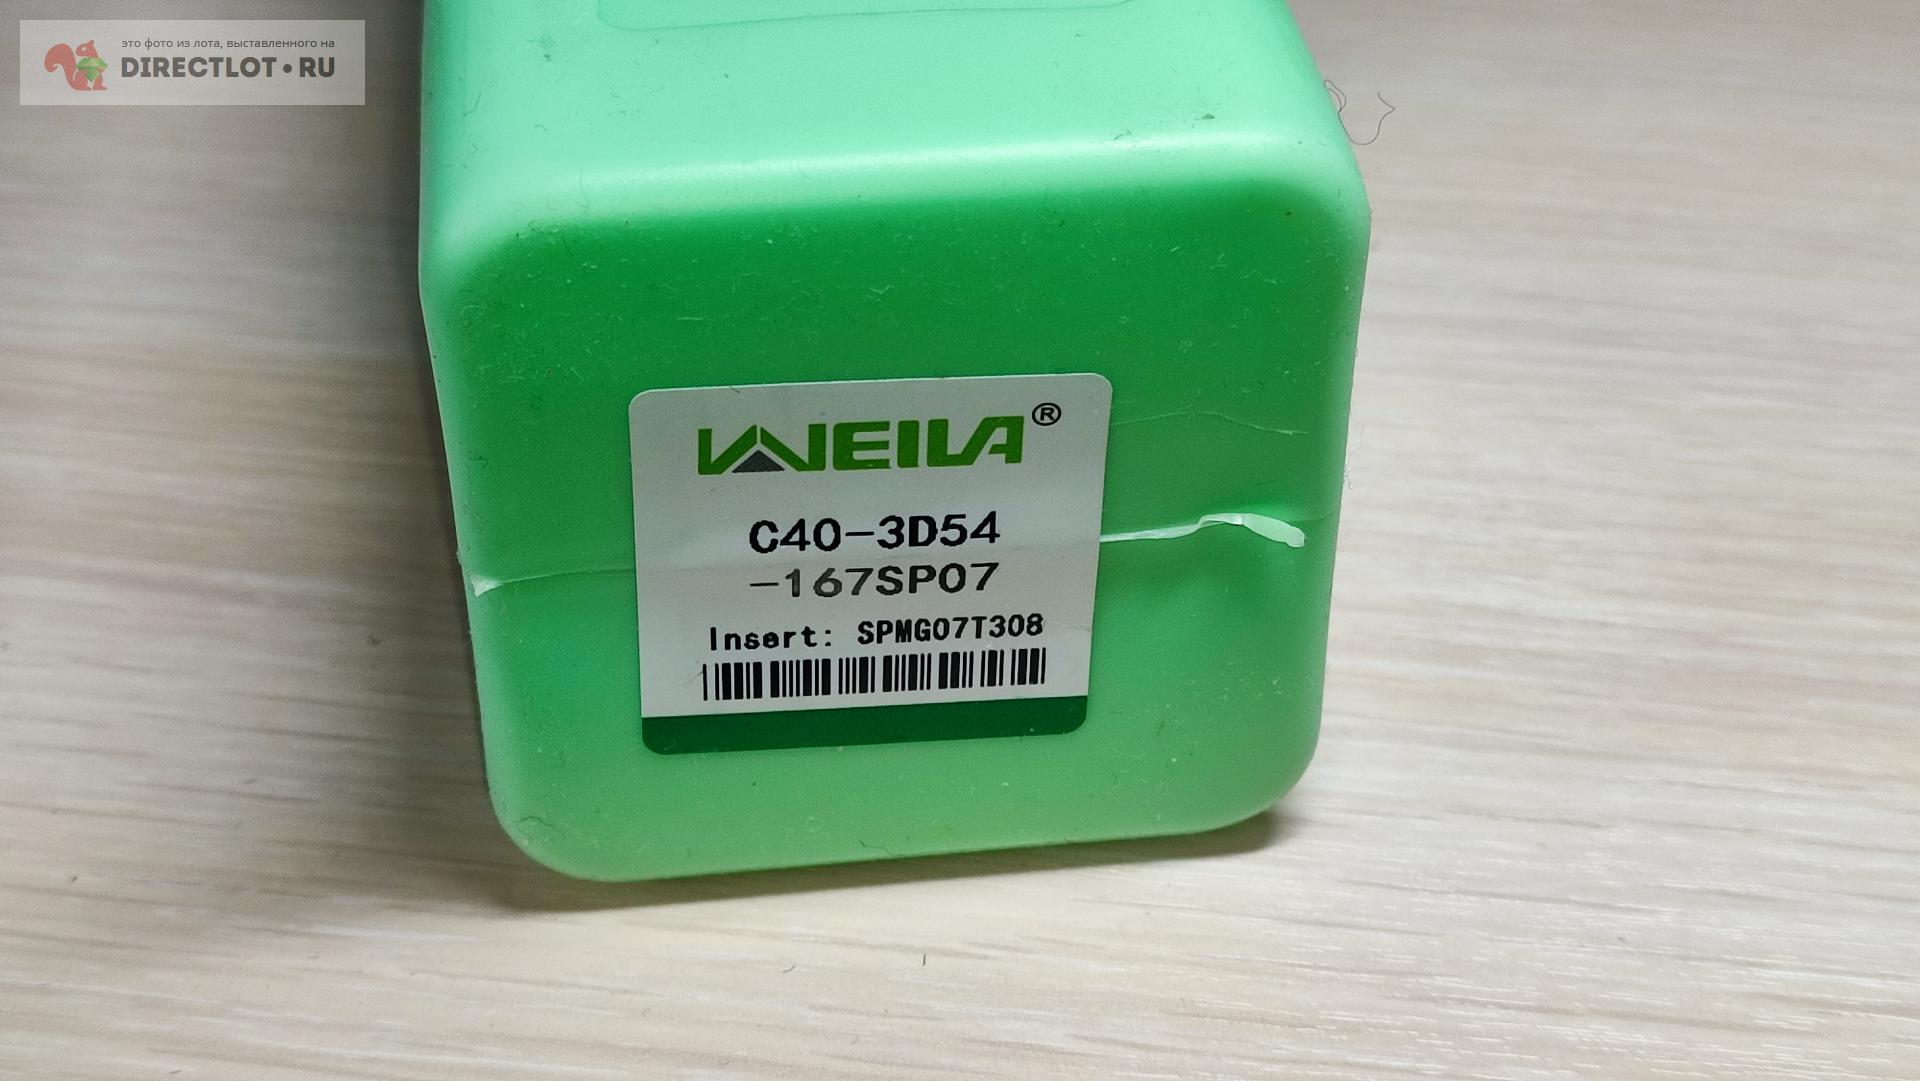 это фото из лота, выставленного на
DIRECTLOT•RU
WEILA®
C40-3D54
-167SP07
Insert: SPMG07T308